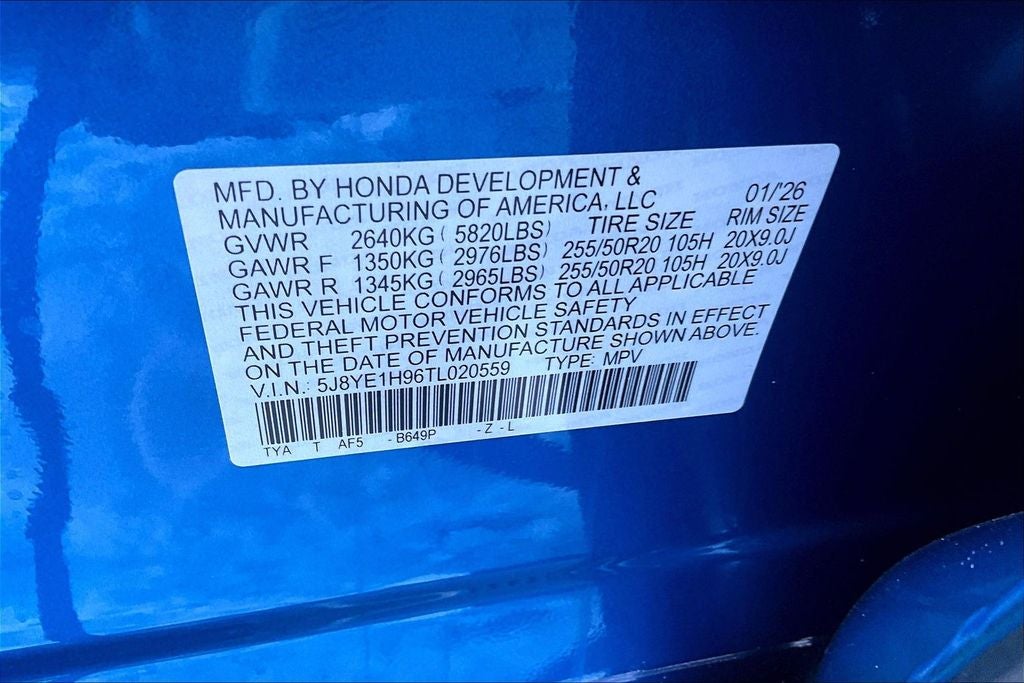 MFD. BY HONDA DEVELOPMENT &
MANUFACTURING OF AMERICA, LLC 01/'26
GVWR 2640KG ( 5820LBS) TIRE SIZE RIM SIZE
GAWR F 1350KG ( 2976LBS) 255/50R20 105H 20X9.0J
GAWR R 1345KG ( 2965LBS) 255/50R20 105H 20X9.0J
THIS VEHICLE CONFORMS TO ALL APPLICABLE
FEDERAL MOTOR VEHICLE SAFETY
AND THEFT PREVENTION STANDARDS IN EFFECT
ON THE DATE OF MANUFACTURE SHOWN ABOVE.
V.I.N.: 5J8YE1H96TL020559 TYPE: MPV
TYA T AF5 - B649P - Z - L